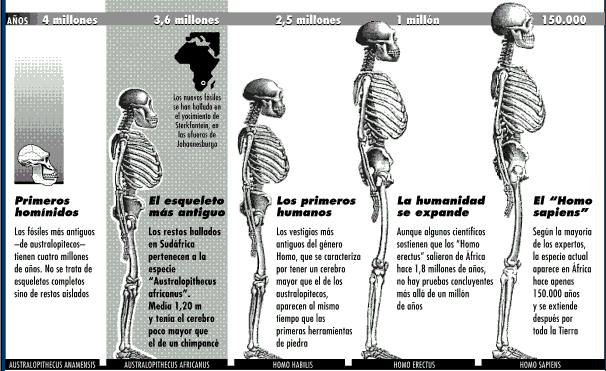 AÑOS 4 millones 3,6 millones 2,5 millones 1 millón 150.000
Los nuevos fósiles
se han hallado en
el yacimiento de
Sterkfontein, en
las afueras de
Johannesburgo
Primeros
homínidos
Los fósiles más antiguos
–de australopitecos–
tienen cuatro millones
de años. No se trata de
esqueletos completos
sino de restos aislados
El esqueleto
más antiguo
Los restos hallados
en Sudáfrica
pertenecen a la
especie
"Australopithecus
africanus".
Medía 1,20 m
y tenía el cerebro
poco mayor que
el de un chimpancé
Los primeros
humanos
Los vestigios más
antiguos del género
Homo, que se caracteriza
por tener un cerebro
mayor que el de los
australopitecos,
aparecen al mismo
tiempo que las
primeras herramientas
de piedra
La humanidad
se expande
Aunque algunos científicos
sostienen que los "Homo
erectus" salieron de África
hace 1,8 millones de años,
no hay pruebas concluyentes
más allá de un millón
de años
El "Homo
sapiens"
Según la mayoría
de los expertos,
la especie actual
aparece en África
hace apenas
150.000 años
y se extiende
después por
toda la Tierra
AUSTRALOPITHECUS ANAMENSIS AUSTRALOPITHECUS AFRICANUS HOMO HABILIS HOMO ERECTUS HOMO SAPIENS